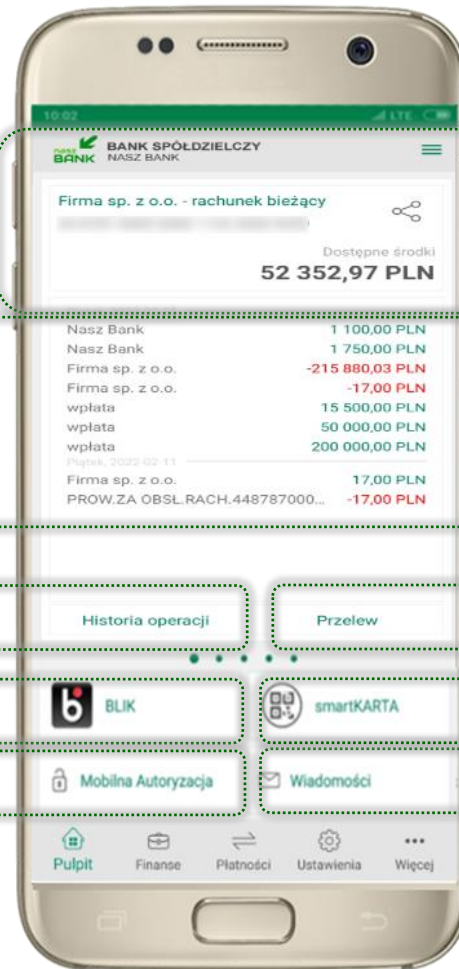 10:02 LTE
nasz BANK BANK SPÓŁDZIELCZY
NASZ BANK
Firma sp. z o.o. - rachunek bieżący
Dostępne środki
52 352,97 PLN
Nasz Bank 1 100,00 PLN
Nasz Bank 1 750,00 PLN
Firma sp. z o.o. -215 880,03 PLN
Firma sp. z o.o. -17,00 PLN
wpłata 15 500,00 PLN
wpłata 50 000,00 PLN
wpłata 200 000,00 PLN
Piątek, 2022-02-11
Firma sp. z o.o. 17,00 PLN
PROW.ZA OBSŁ.RACH.448787000... -17,00 PLN
Historia operacji Przelew
b BLIK smartKARTA
Mobilna Autoryzacja Wiadomości
Pulpit Finanse Płatności Ustawienia Więcej